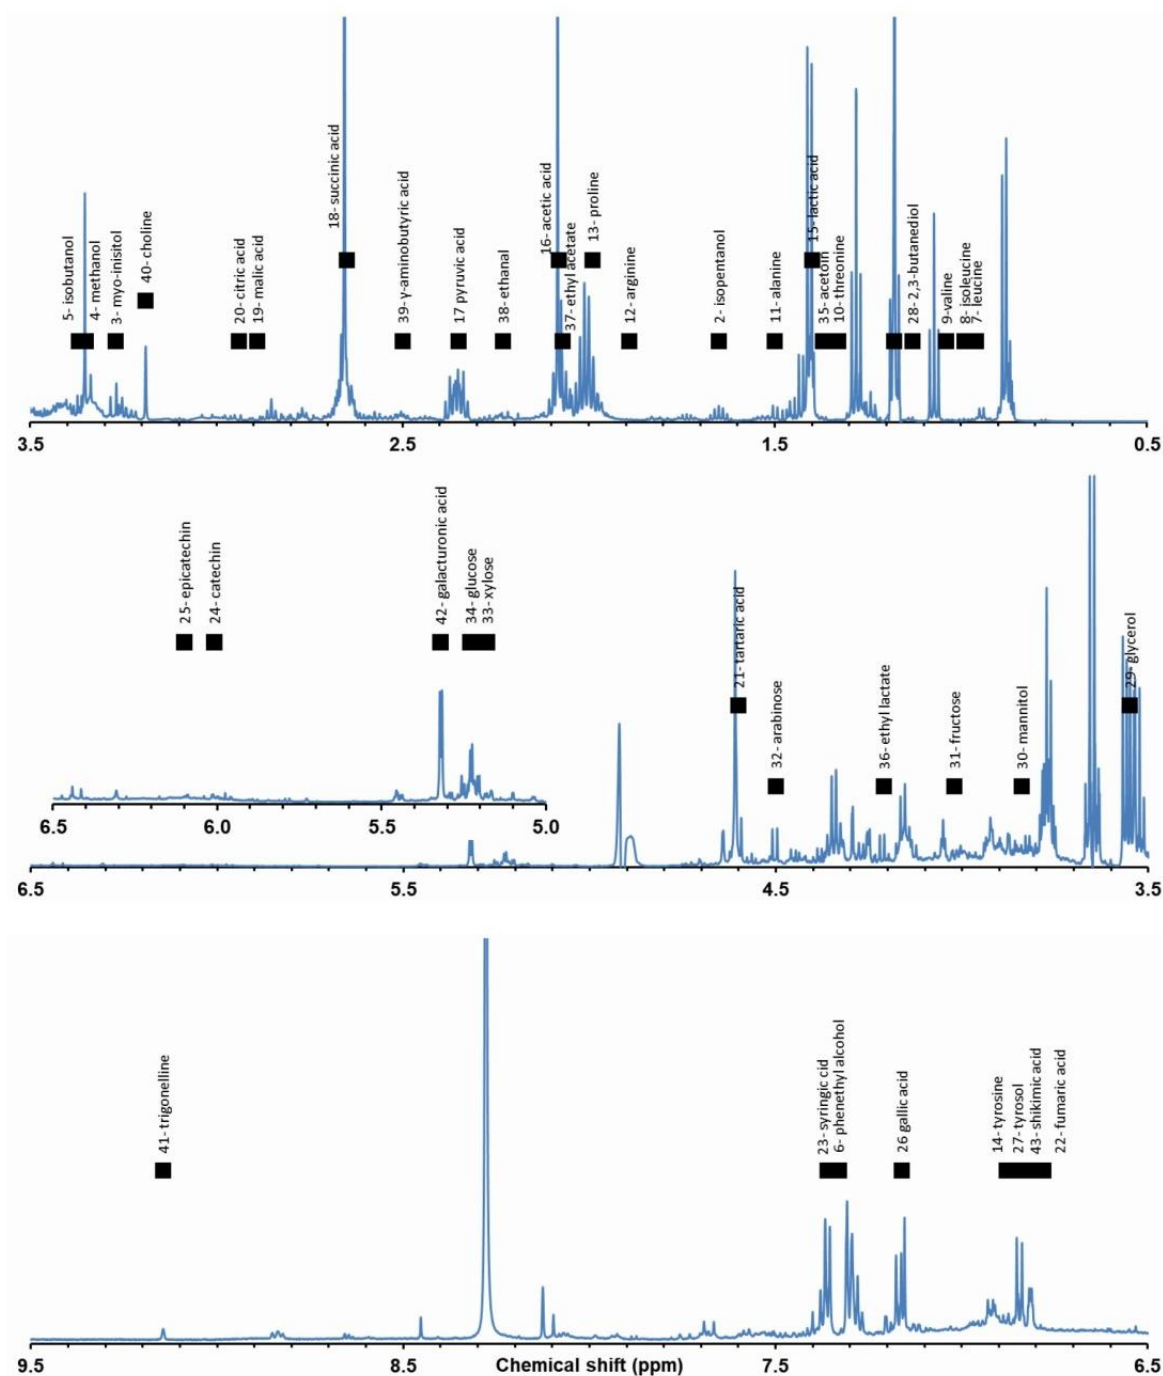 5- isobutanol
4- methanol
3- myo-inisitol
40- choline
20- citric acid
19- malic acid
18- succinic acid
39- γ-aminobutyric acid
17 pyruvic acid
38- ethanal
16- acetic acid
37- ethyl acetate
13- proline
12- arginine
2- isopentanol
11- alanine
15- lactic acid
35- acetoin
10- threonine
28- 2,3-butanediol
9-valine
8- isoleucine
7- leucine
3.5 2.5 1.5 0.5
25- epicatechin
24- catechin
42- galacturonic acid
34- glucose
33- xylose
21- tartaric acid
32- arabinose
36- ethyl lactate
31- fructose
30- mannitol
29- glycerol
6.5 6.0 5.5 5.0
6.5 5.5 4.5 3.5
41- trigonelline
23- syringic cid
6- phenethyl alcohol
26 gallic acid
14- tyrosine
27- tyrosol
43- shikimic acid
22- fumaric acid
9.5 8.5 Chemical shift (ppm) 7.5 6.5